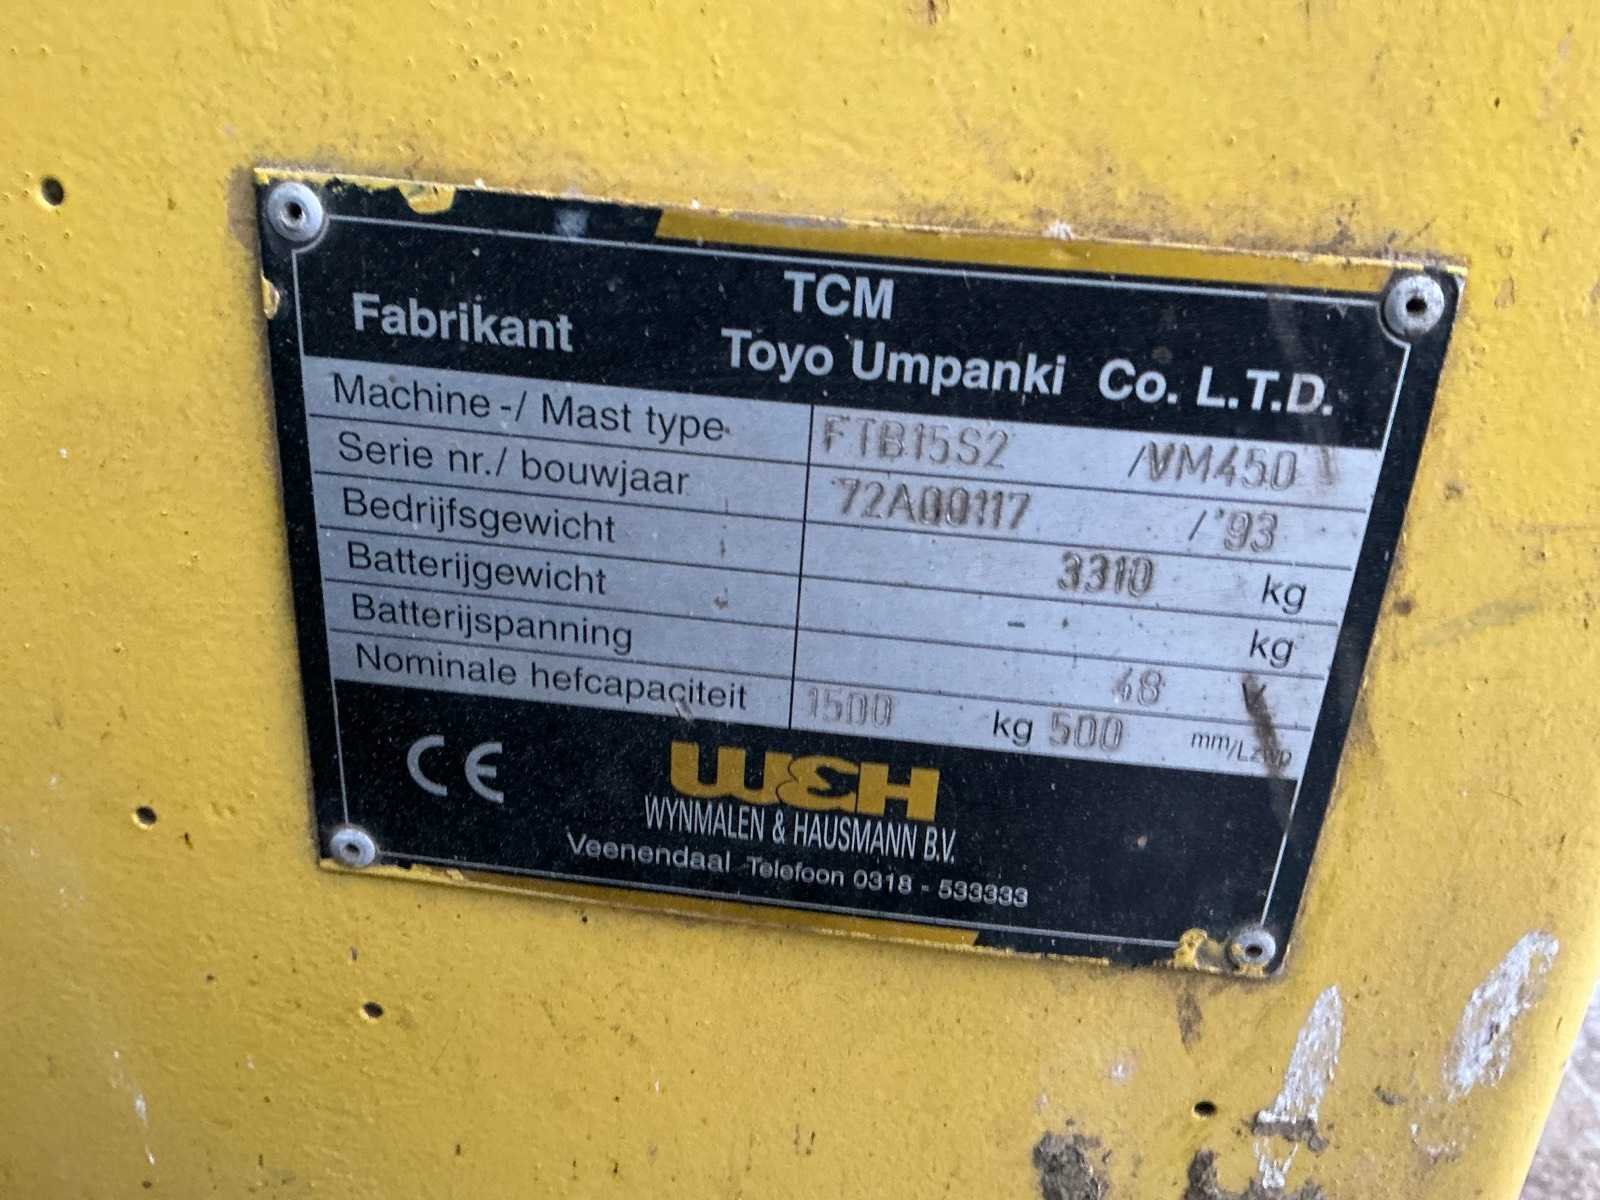 TCM
Fabrikant Toyo Umpanki Co. L.T.D.
Machine -/ Mast type FTB15S2 /VM450
Serie nr./ bouwjaar 72A00117 /'93
Bedrijfsgewicht 3310 kg
Batterijgewicht - kg
Batterijspanning 48 V
Nominale hefcapaciteit 1500 kg 500 mm/Lzwp
CE W&H
WYNMALEN & HAUSMANN B.V.
Veenendaal Telefoon 0318 - 533333